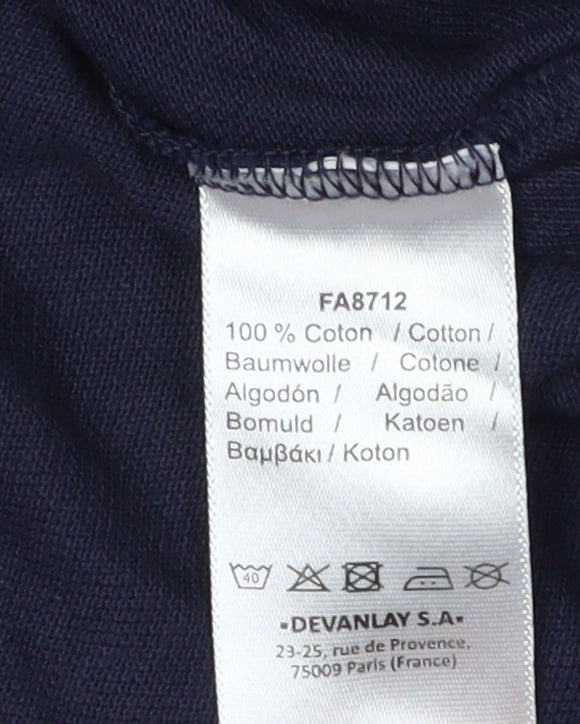 FA8712
100 % Coton / Cotton /
Baumwolle / Cotone /
Algodón / Algodão /
Bomuld / Katoen /
Βαμβάκι / Koton
40
▪DEVANLAY S.A▪
23-25, rue de Provence,
75009 Paris (France)